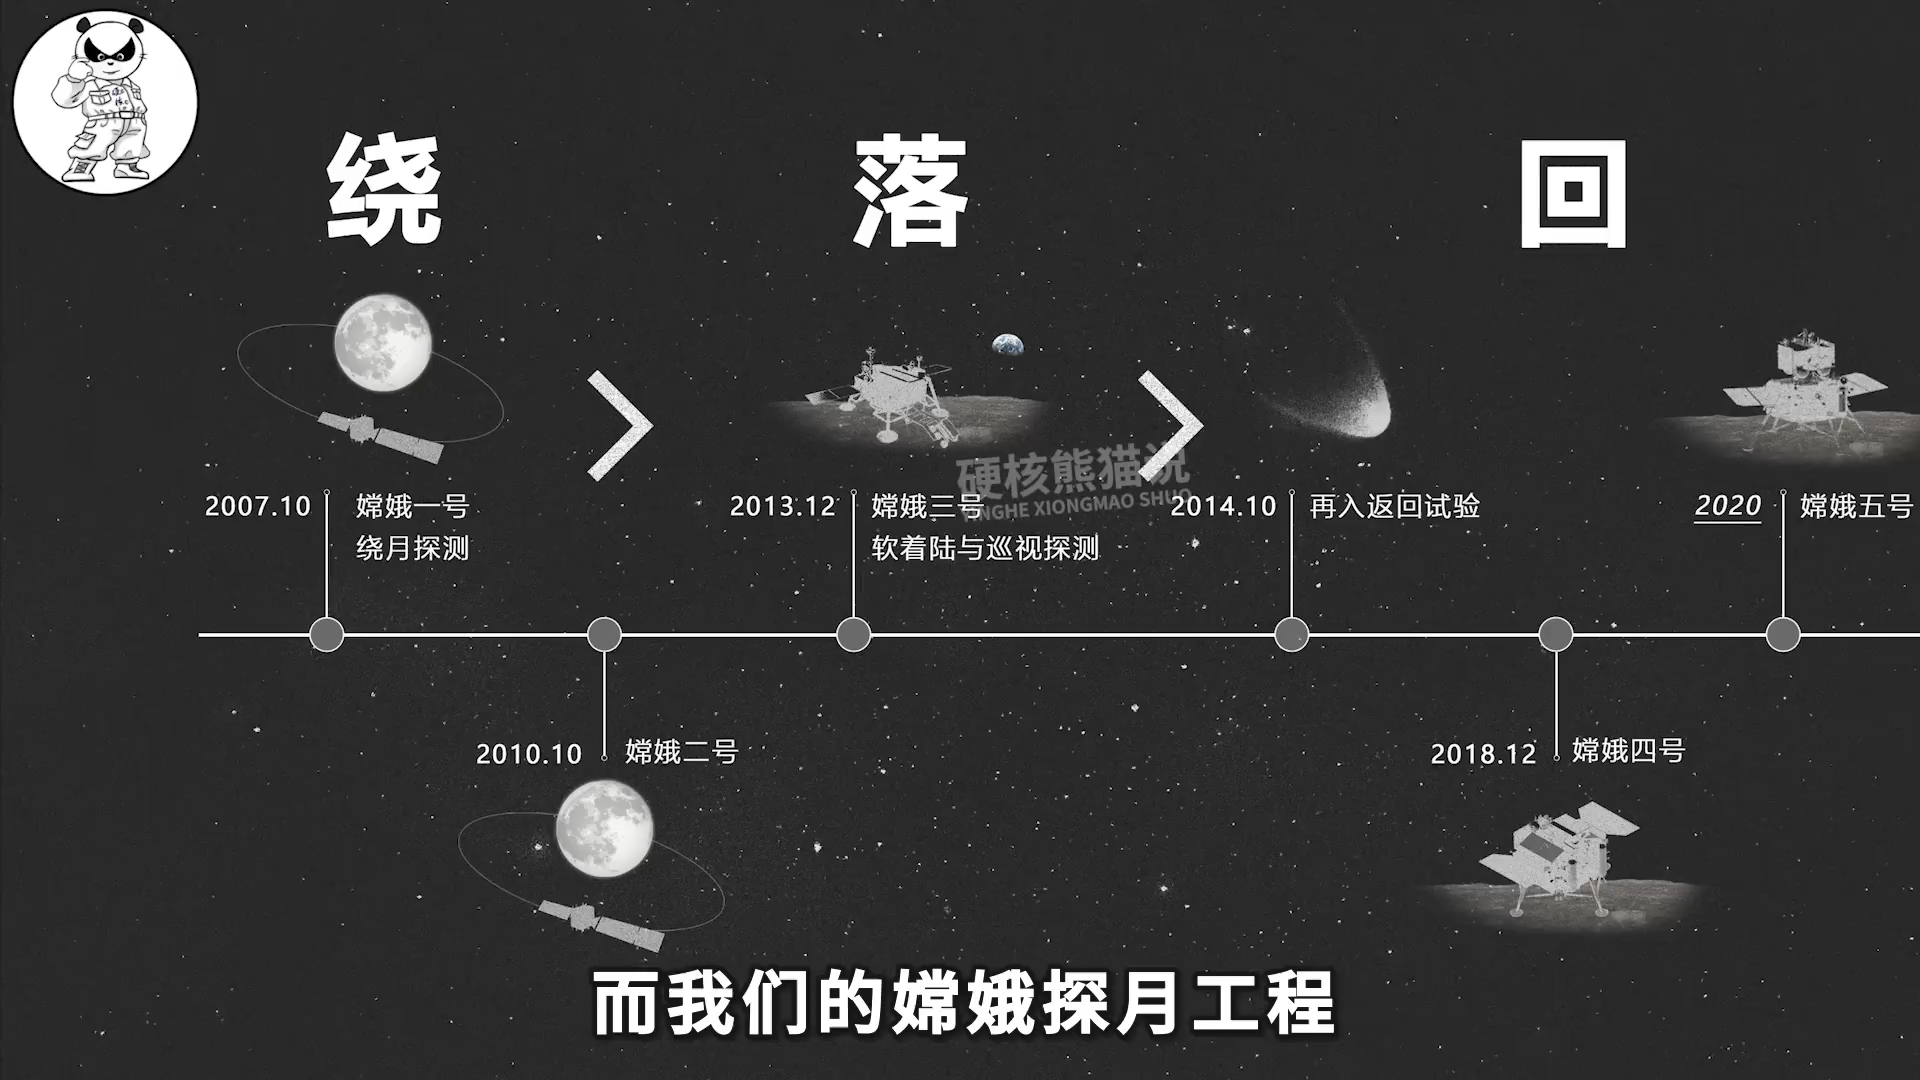 绕
落
回
硬核熊猫说
YINGHE XIONGMAO SHUO
2007.10
嫦娥一号
绕月探测
2013.12
嫦娥三号
软着陆与巡视探测
2014.10
再入返回试验
2020
嫦娥五号
2010.10
嫦娥二号
2018.12
嫦娥四号
而我们的嫦娥探月工程